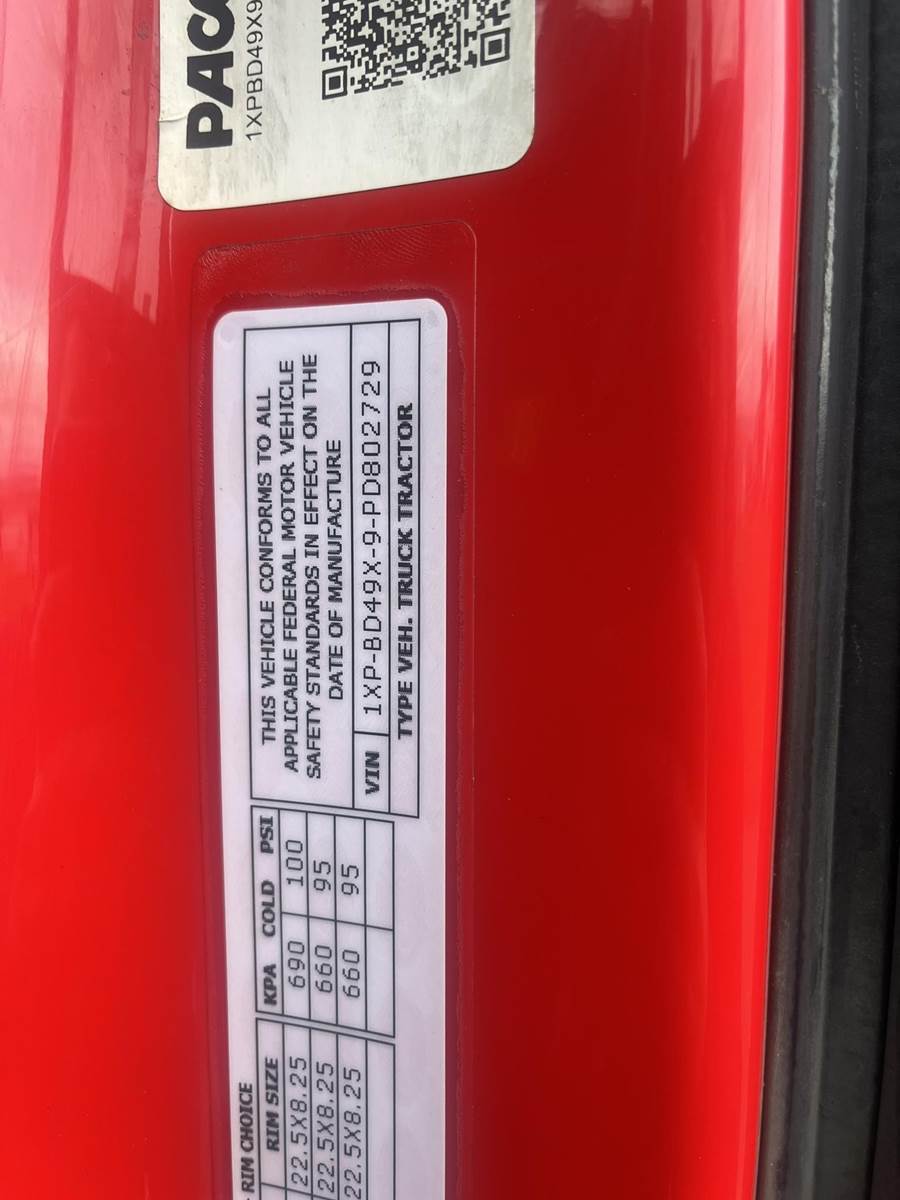 PACC
1XPBD49X9
THIS VEHICLE CONFORMS TO ALL
APPLICABLE FEDERAL MOTOR VEHICLE
SAFETY STANDARDS IN EFFECT ON THE
DATE OF MANUFACTURE
VIN 1XP-BD49X-9-PD802729
TYPE VEH. TRUCK TRACTOR
RIM CHOICE
RIM SIZE KPA COLD PSI
22.5X8.25 690 100
22.5X8.25 660 95
22.5X8.25 660 95